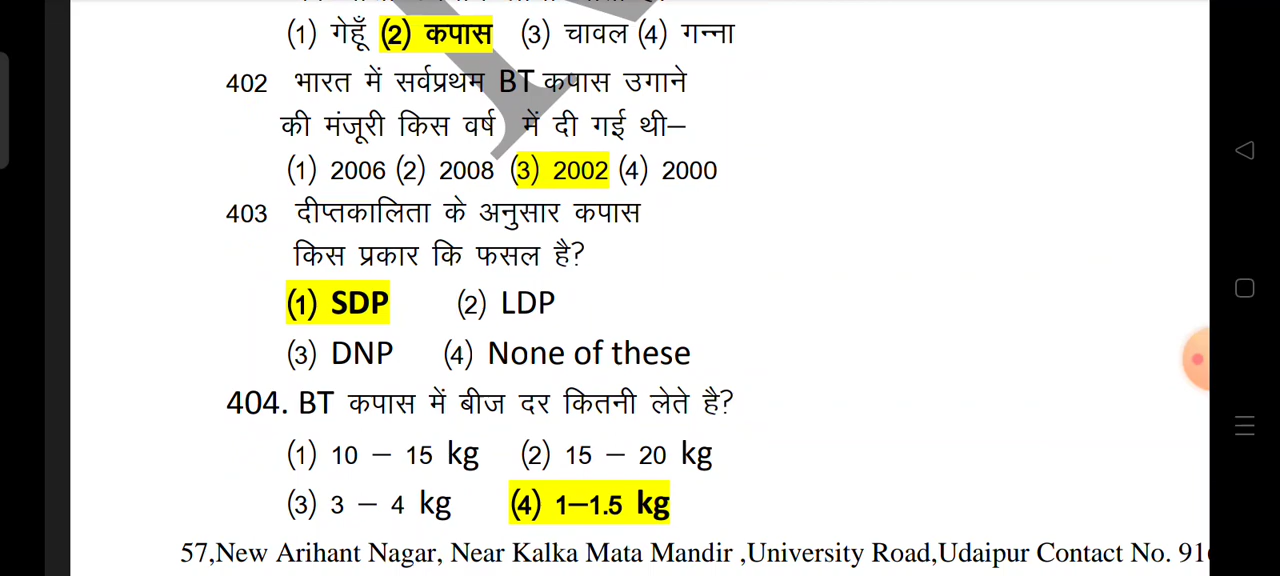 (1) गेहूँ (2) कपास (3) चावल (4) गन्ना
402 भारत में सर्वप्रथम BT कपास उगाने
की मंजूरी किस वर्ष में दी गई थी–
(1) 2006 (2) 2008 (3) 2002 (4) 2000
403 दीप्तकालिता के अनुसार कपास
किस प्रकार कि फसल है?
(1) SDP (2) LDP
(3) DNP (4) None of these
404. BT कपास में बीज दर कितनी लेते है?
(1) 10 – 15 kg (2) 15 – 20 kg
(3) 3 – 4 kg (4) 1–1.5 kg
57,New Arihant Nagar, Near Kalka Mata Mandir ,University Road,Udaipur Contact No. 91